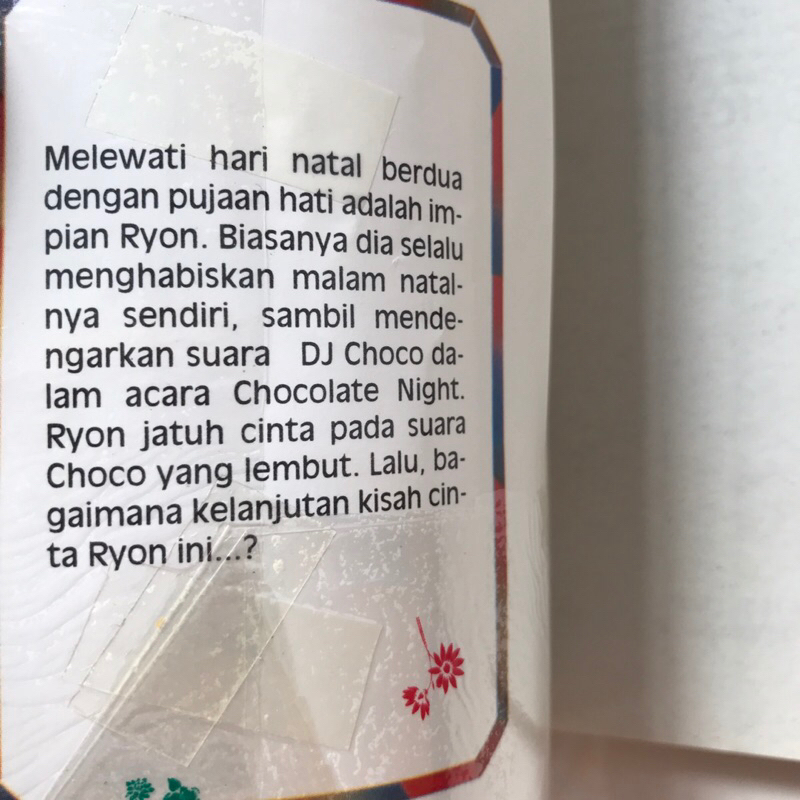 Melewati hari natal berdua
dengan pujaan hati adalah im-
pian Ryon. Biasanya dia selalu
menghabiskan malam natal-
nya sendiri, sambil mende-
ngarkan suara DJ Choco da-
lam acara Chocolate Night.
Ryon jatuh cinta pada suara
Choco yang lembut. Lalu, ba-
gaimana kelanjutan kisah cin-
ta Ryon ini...?